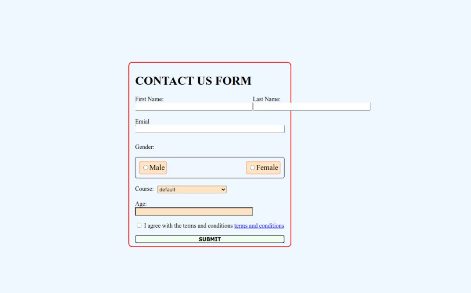 CONTACT US FORM
First Name: Last Name:
Emial
Gender:
Male Female
Course: default
Age:
I agree with the terms and conditions terms and conditions
SUBMIT